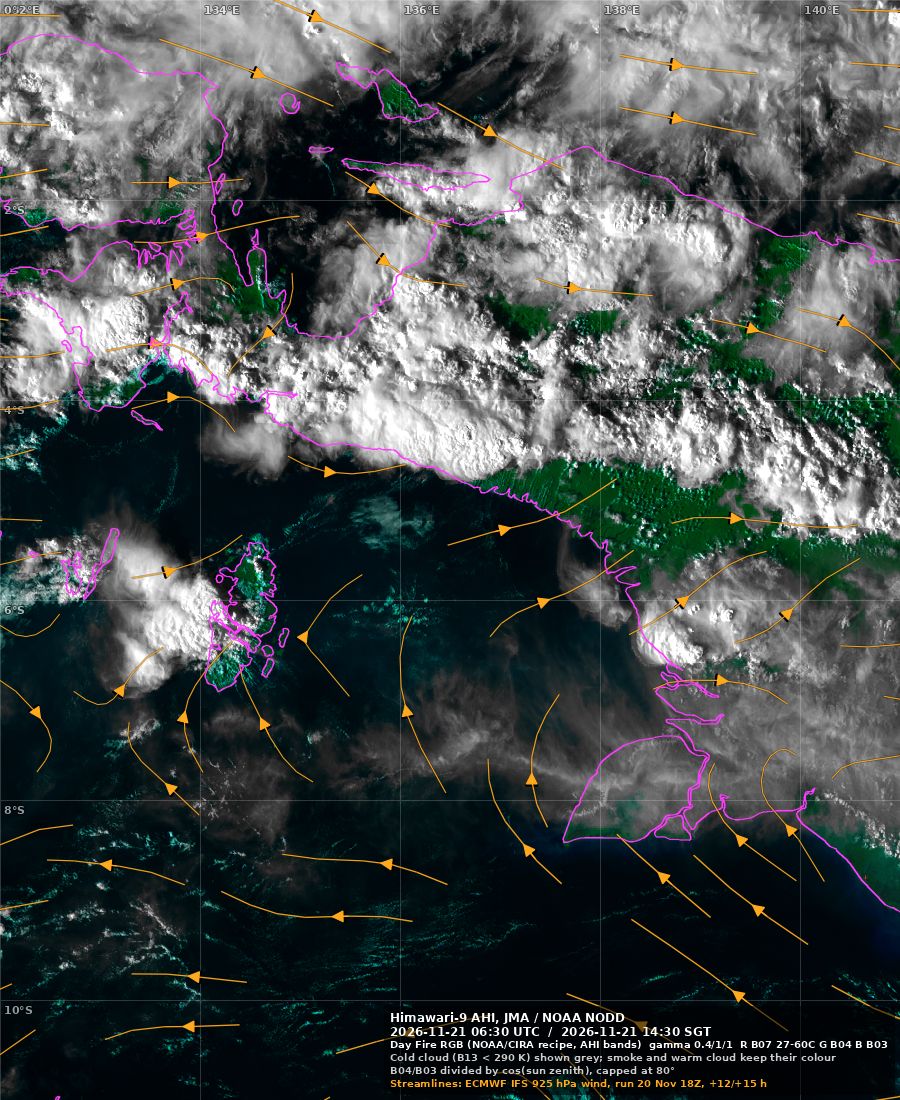 132°E 134°E 136°E 138°E 140°E
2°S
4°S
6°S
8°S
10°S
Himawari-9 AHI, JMA / NOAA NODD
2026-11-21 06:30 UTC / 2026-11-21 14:30 SGT
Day Fire RGB (NOAA/CIRA recipe, AHI bands) gamma 0.4/1/1 R B07 27-60C G B04 B B03
Cold cloud (B13 < 290 K) shown grey; smoke and warm cloud keep their colour
B04/B03 divided by cos(sun zenith), capped at 80°
Streamlines: ECMWF IFS 925 hPa wind, run 20 Nov 18Z, +12/+15 h